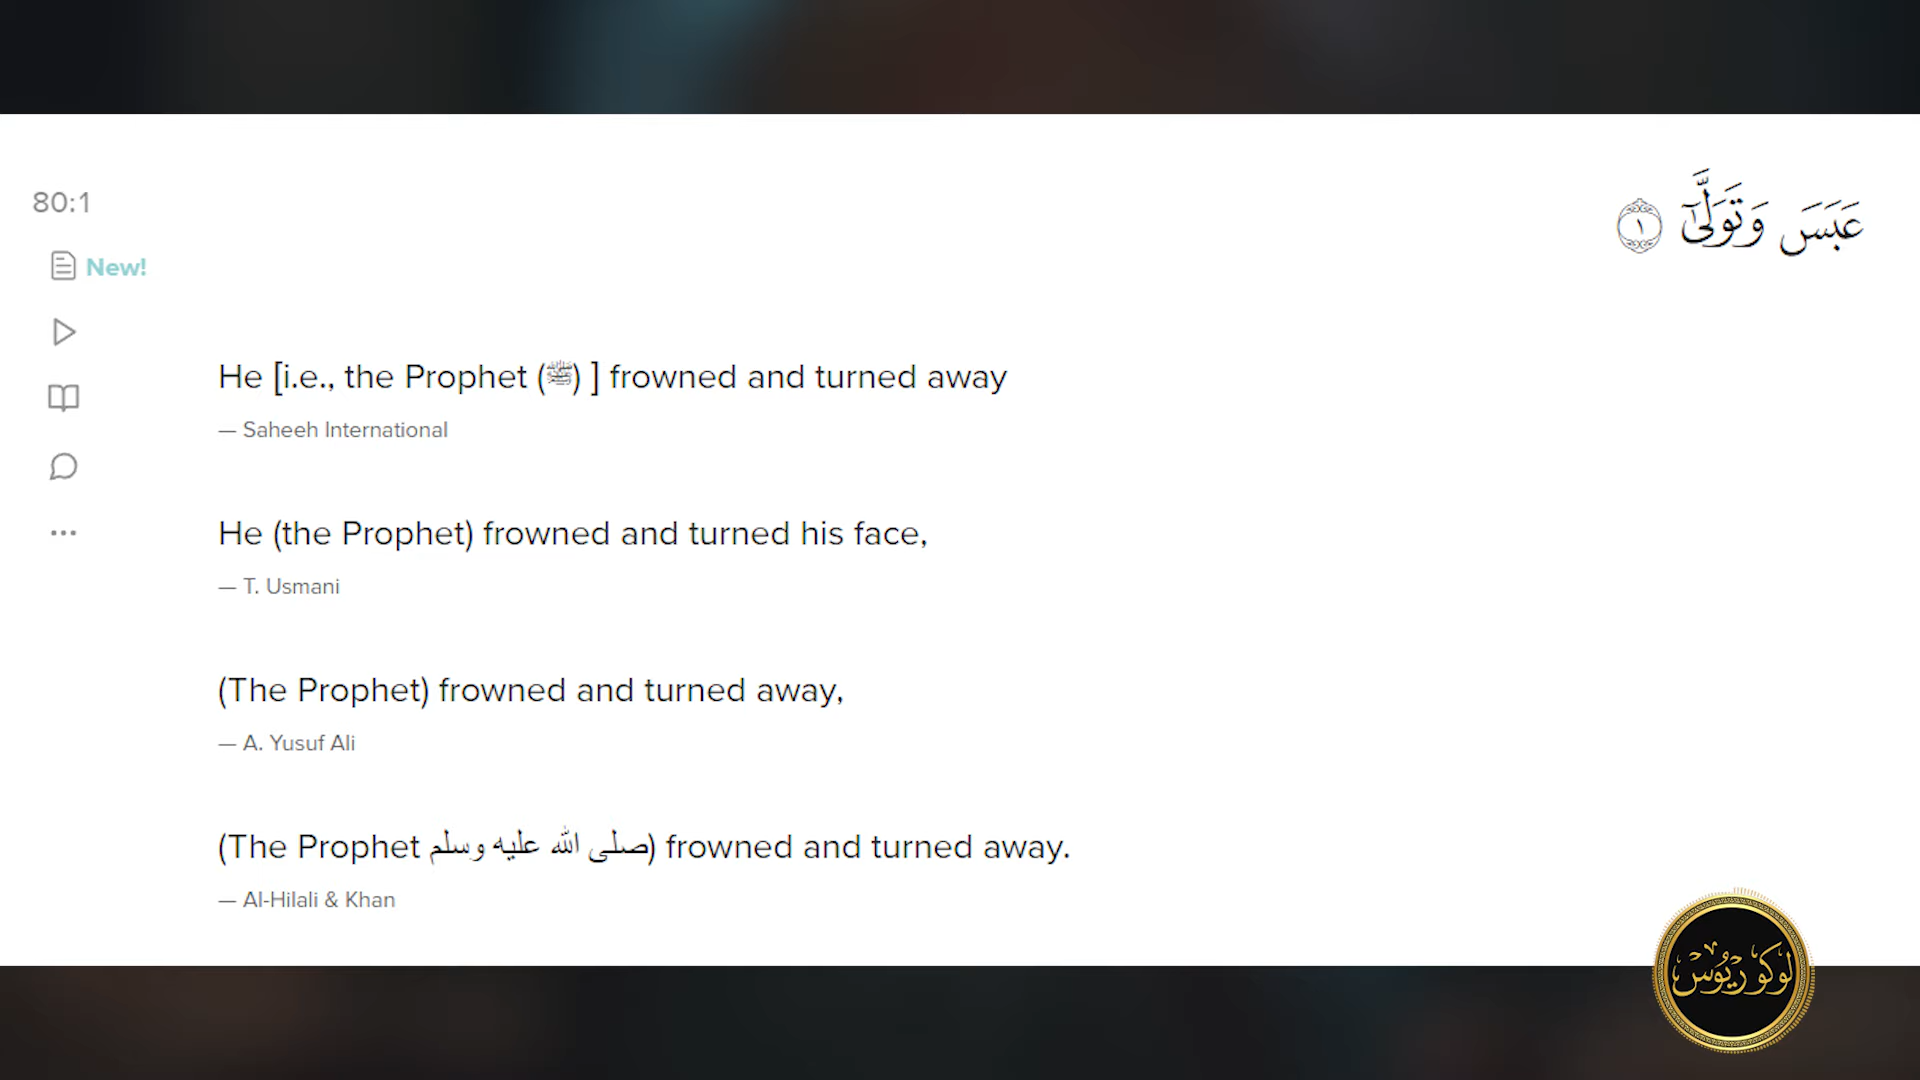 80:1
عَبَسَ وَتَوَلَّىٰٓ ١
New!
He [i.e., the Prophet (ﷺ) ] frowned and turned away
— Saheeh International
He (the Prophet) frowned and turned his face,
— T. Usmani
(The Prophet) frowned and turned away,
— A. Yusuf Ali
(The Prophet صلى الله عليه وسلم) frowned and turned away.
— Al-Hilali & Khan
لوكوريُوس